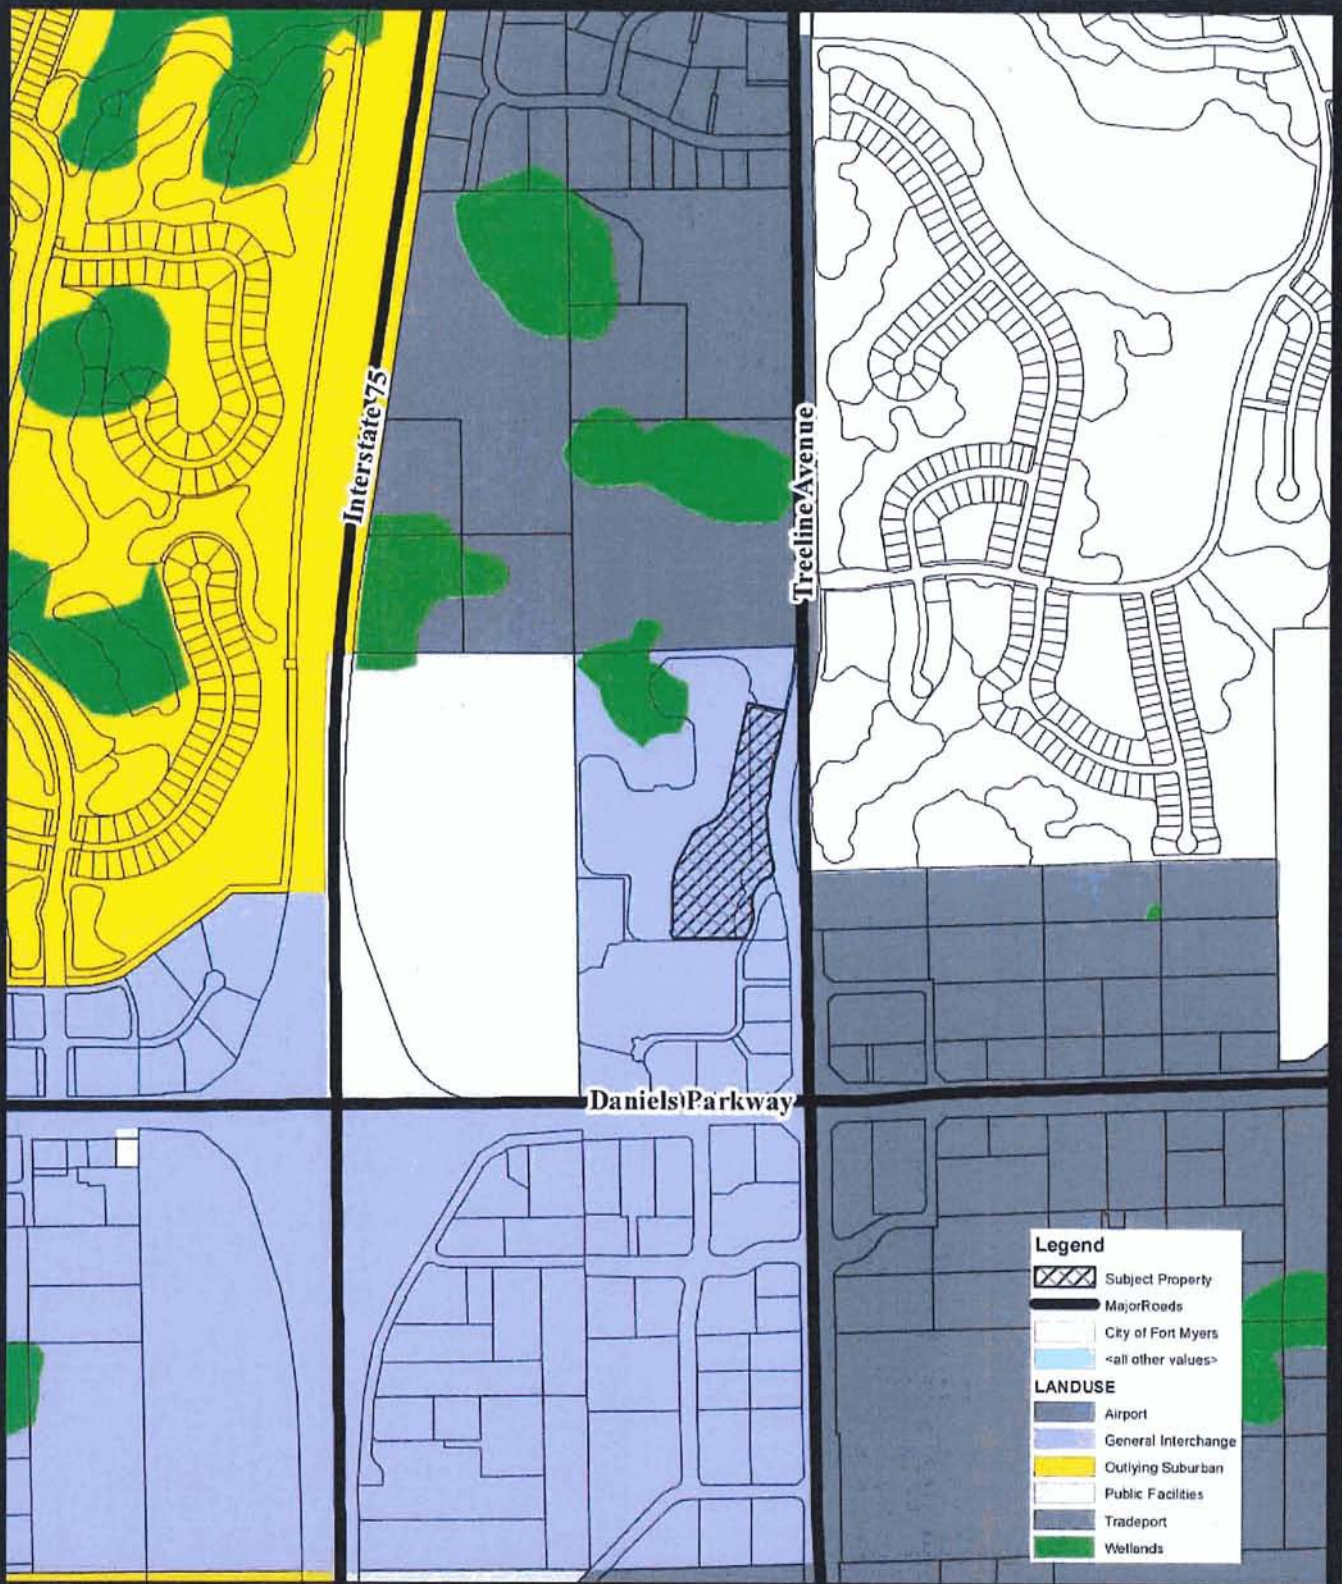 Interstate 75
Treeline Avenue
Daniels Parkway
Legend
Subject Property
MajorRoads
City of Fort Myers
<all other values>
LANDUSE
Airport
General Interchange
Outlying Suburban
Public Facilities
Tradeport
Wetlands